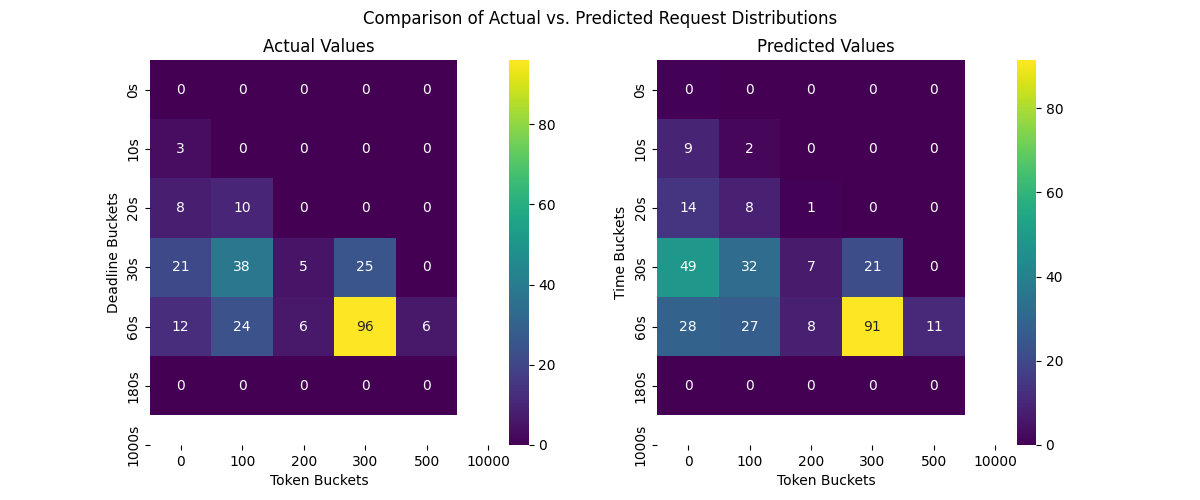 Comparison of Actual vs. Predicted Request Distributions
Actual Values
Deadline Buckets
0s
10s
20s
30s
60s
180s
1000s
0 0 0 0 0
3 0 0 0 0
8 10 0 0 0
21 38 5 25 0
12 24 6 96 6
0 0 0 0 0
0 100 200 300 500 10000
Token Buckets
80
60
40
20
0
Predicted Values
Time Buckets
0s
10s
20s
30s
60s
180s
1000s
0 0 0 0 0
9 2 0 0 0
14 8 1 0 0
49 32 7 21 0
28 27 8 91 11
0 0 0 0 0
0 100 200 300 500 10000
Token Buckets
80
60
40
20
0